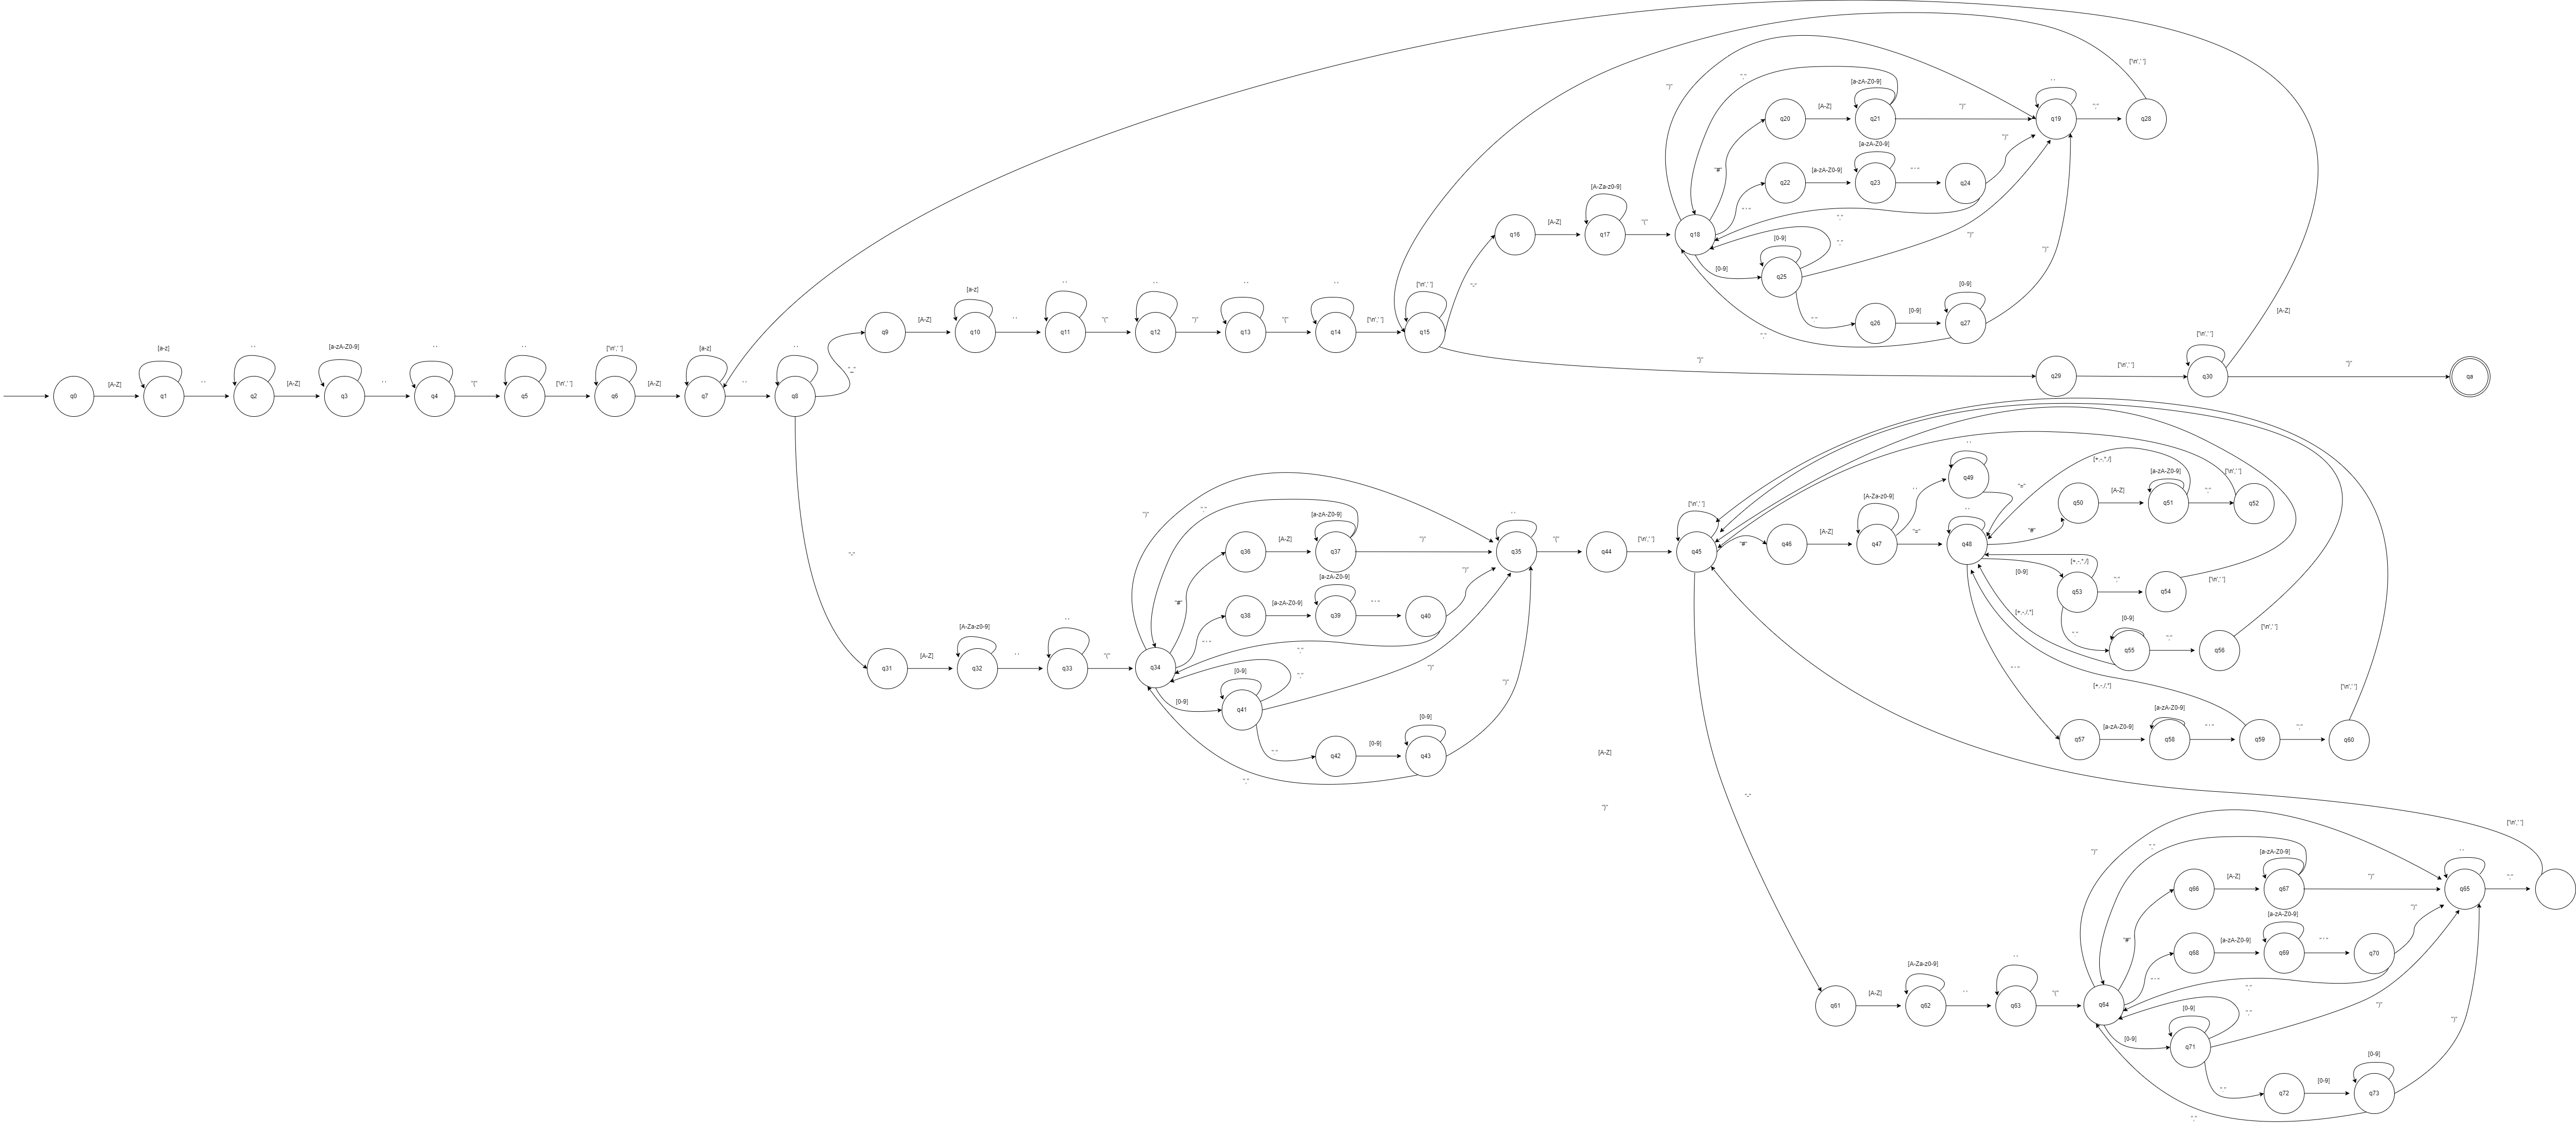 q0
[A-Z]
q1
[a-z]
' '
q2
' '
[A-Z]
q3
[a-zA-Z0-9]
' '
q4
' '
"{"
q5
' '
['\n',' ']
q6
['\n',' ']
[A-Z]
q7
[a-z]
' '
q8
' '
q9
[A-Z]
q10
[a-z]
' '
q11
' '
"("
q12
' '
")"
q13
' '
"{"
q14
' '
['\n',' ']
q15
['\n',' ']
q16
[A-Z]
q17
[A-Za-z0-9]
"("
q18
"#"
q20
[A-Z]
q21
[a-zA-Z0-9]
")"
q19
' '
";"
q28
['\n',' ']
q22
[a-zA-Z0-9]
q23
[a-zA-Z0-9]
q24
")"
[0-9]
q25
[0-9]
")"
q26
[0-9]
q27
[0-9]
")"
"}"
q29
['\n',' ']
q30
['\n',' ']
[A-Z]
"}"
qa
q31
[A-Z]
q32
[A-Za-z0-9]
' '
q33
' '
"("
q34
")"
"#"
q36
[A-Z]
q37
[a-zA-Z0-9]
")"
q35
' '
"{"
q44
['\n',' ']
q45
['\n',' ']
q38
[a-zA-Z0-9]
q39
[a-zA-Z0-9]
q40
")"
[0-9]
q41
[0-9]
")"
q42
[0-9]
q43
[0-9]
")"
[A-Z]
"}"
"#"
q46
[A-Z]
q47
[A-Za-z0-9]
' '
q49
' '
"="
"="
q48
' '
"#"
q50
[A-Z]
q51
[a-zA-Z0-9]
";"
q52
['\n',' ']
[0-9]
q53
";"
q54
['\n',' ']
q55
[0-9]
";"
q56
['\n',' ']
q57
[a-zA-Z0-9]
q58
[a-zA-Z0-9]
q59
";"
q60
['\n',' ']
q61
[A-Z]
q62
[A-Za-z0-9]
' '
q63
' '
"("
q64
")"
"#"
q66
[A-Z]
q67
[a-zA-Z0-9]
")"
q65
' '
";"
['\n',' ']
q68
[a-zA-Z0-9]
q69
[a-zA-Z0-9]
q70
")"
[0-9]
q71
[0-9]
")"
q72
[0-9]
q73
[0-9]
")"